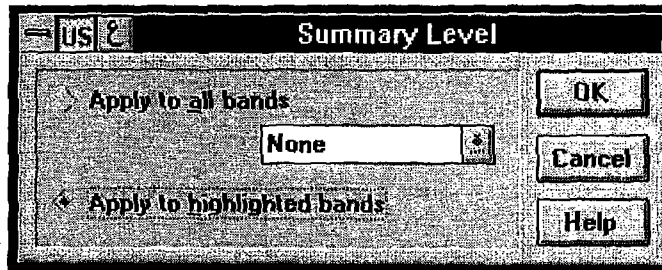 US
Summary Level
Apply to all bands
None
Apply to highlighted bands
OK
Cancel
Help